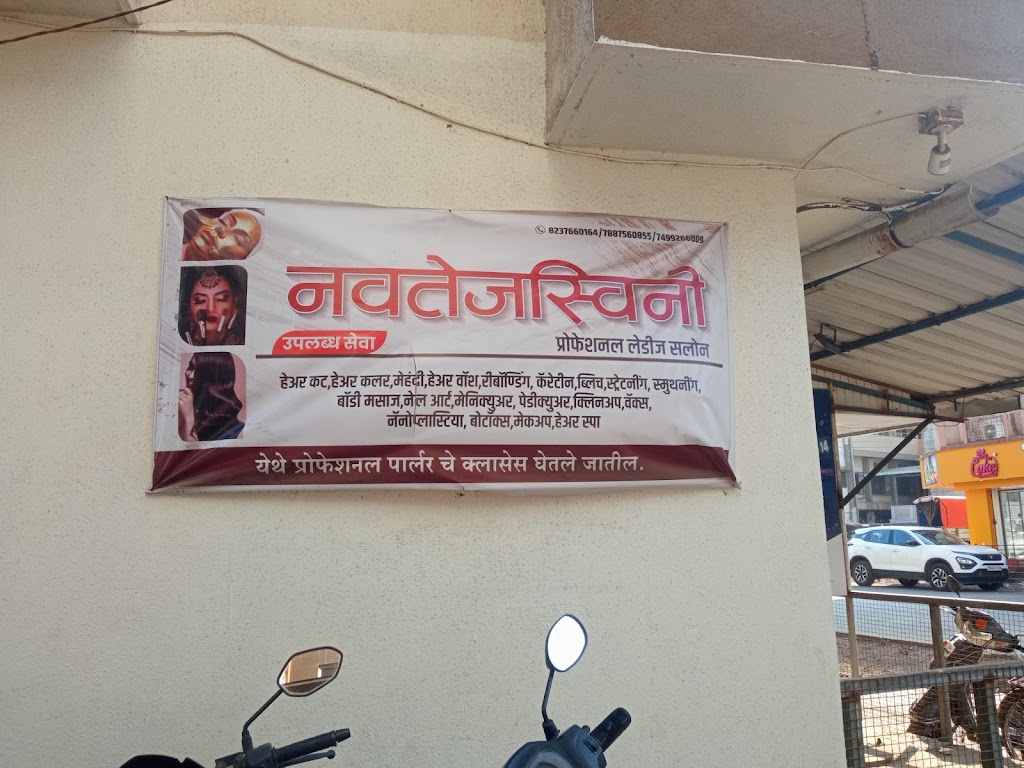 8237660164/7887560855/7499266809
नवतेजस्विनी
उपलब्ध सेवा
प्रोफेशनल लेडीज सलोन
हेअर कट,हेअर कलर,मेहंदी,हेअर वॉश,रीबॉण्डिंग, कॅरेटीन,ब्लिच,स्ट्रेटनींग, स्मुथनींग,
बॉडी मसाज,नेल आर्ट,मेनिक्युअर, पेडीक्युअर,क्लिनअप,वॅक्स,
नॅनोप्लास्टिया, बोटॉक्स,मेकअप,हेअर स्पा
येथे प्रोफेशनल पार्लर चे क्लासेस घेतले जातील.